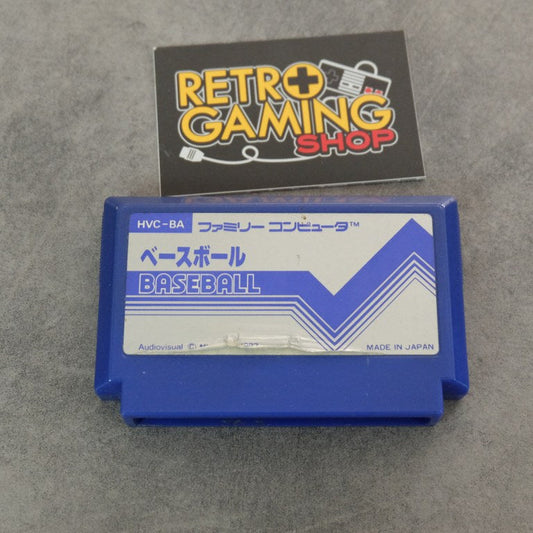 RETRO
GAMING
SHOP
HVC-BA ファミリー コンピュータ™
ベースボール
BASEBALL
Audiovisual © MADE IN JAPAN